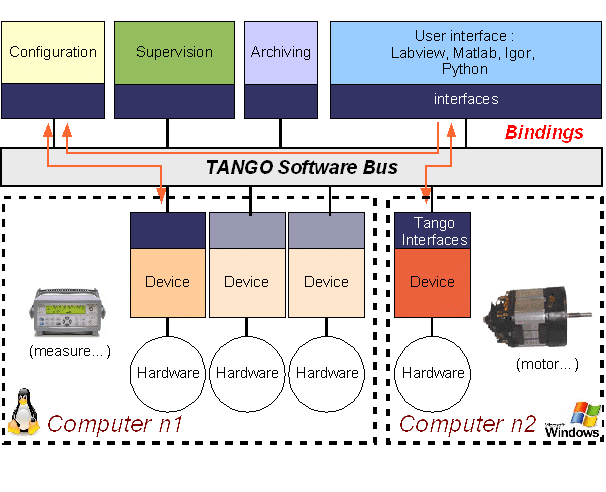 Configuration
Supervision
Archiving
User interface :
Labview, Matlab, Igor,
Python
interfaces
Bindings
TANGO Software Bus
Tango
Interfaces
Device
Device
Device
Device
(measure... )
(motor... )
Hardware
Hardware
Hardware
Hardware
Computer n1
Computer n2
Windows